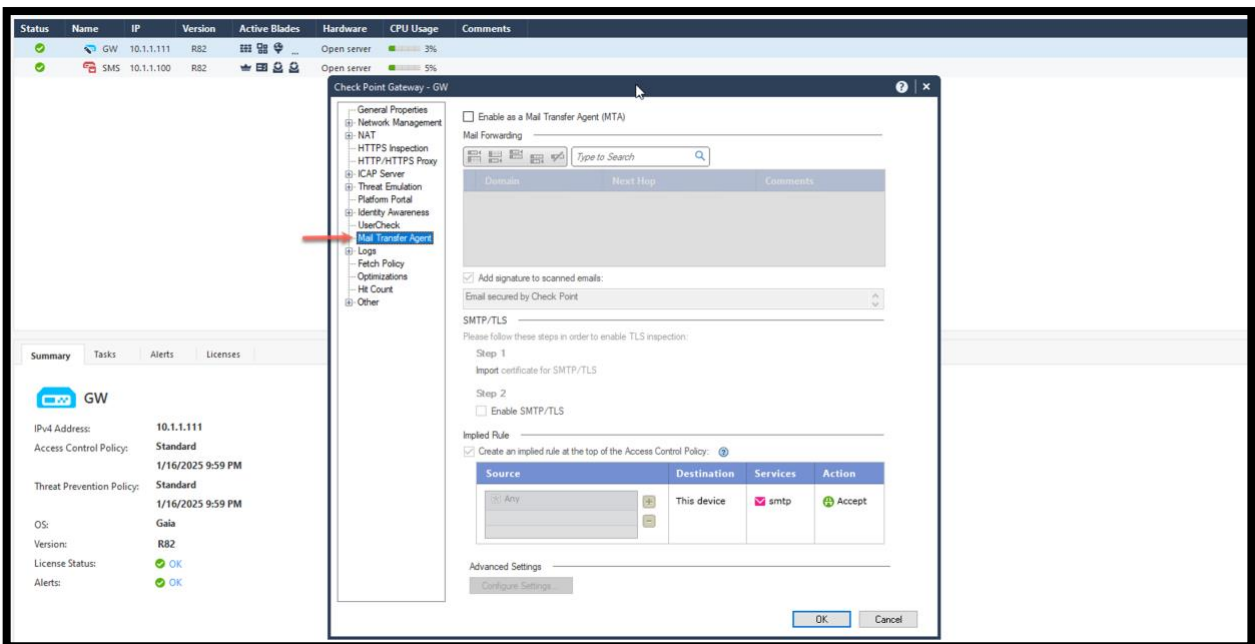 Status Name IP Version Active Blades Hardware CPU Usage Comments
GW 10.1.1.111 R82 ... Open server 3%
SMS 10.1.1.100 R82 Open server 5%
Check Point Gateway - GW
General Properties
Network Management
NAT
HTTPS Inspection
HTTP/HTTPS Proxy
ICAP Server
Threat Emulation
Platform Portal
Identity Awareness
UserCheck
Mail Transfer Agent
Logs
Fetch Policy
Optimizations
Hit Count
Other
Enable as a Mail Transfer Agent (MTA)
Mail Forwarding
Type to Search
Domain Next Hop Comments
Add signature to scanned emails:
Email secured by Check Point
SMTP/TLS
Please follow these steps in order to enable TLS inspection:
Step 1
Import certificate for SMTP/TLS
Step 2
Enable SMTP/TLS
Implied Rule
Create an implied rule at the top of the Access Control Policy:
Source Destination Services Action
Any This device smtp Accept
Advanced Settings
Configure Settings...
OK Cancel
Summary Tasks Alerts Licenses
GW
IPv4 Address: 10.1.1.111
Access Control Policy: Standard
1/16/2025 9:59 PM
Threat Prevention Policy: Standard
1/16/2025 9:59 PM
OS: Gaia
Version: R82
License Status: OK
Alerts: OK